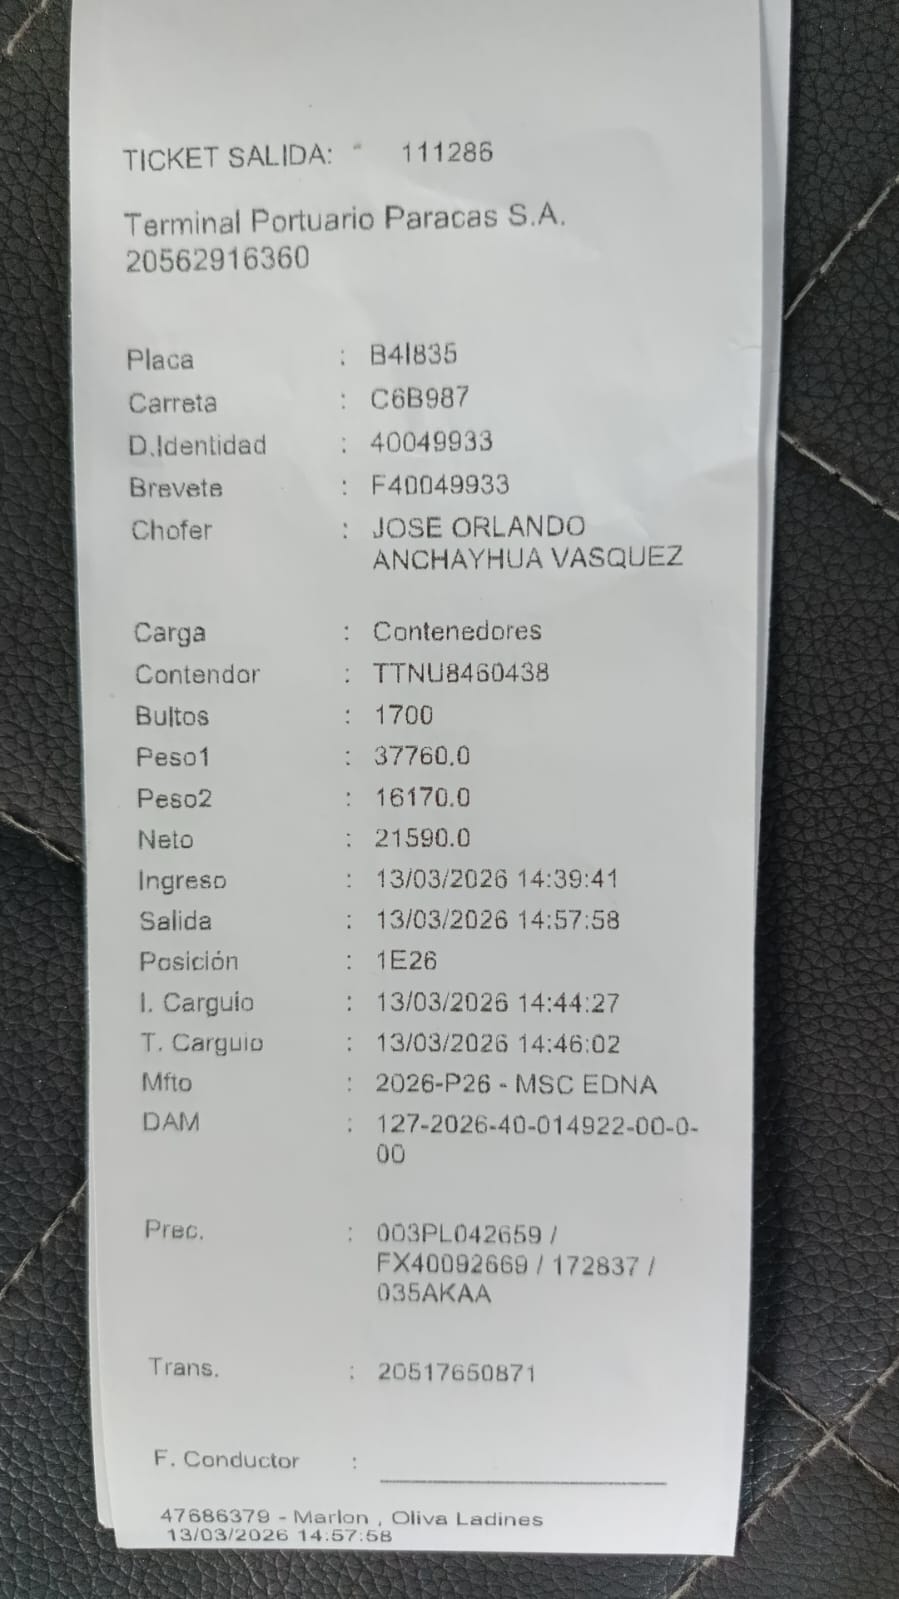 TICKET SALIDA: 111286
Terminal Portuario Paracas S.A.
20562916360
Placa : B4I835
Carreta : C6B987
D.Identidad : 40049933
Brevete : F40049933
Chofer : JOSE ORLANDO
ANCHAYHUA VASQUEZ
Carga : Contenedores
Contendor : TTNU8460438
Bultos : 1700
Peso1 : 37760.0
Peso2 : 16170.0
Neto : 21590.0
Ingreso : 13/03/2026 14:39:41
Salida : 13/03/2026 14:57:58
Posición : 1E26
I. Carguio : 13/03/2026 14:44:27
T. Carguio : 13/03/2026 14:46:02
Mfto : 2026-P26 - MSC EDNA
DAM : 127-2026-40-014922-00-0-
00
Prec. : 003PL042659 /
FX40092669 / 172837 /
035AKAA
Trans. : 20517650871
F. Conductor :
47686379 - Marlon , Oliva Ladines
13/03/2026 14:57:58